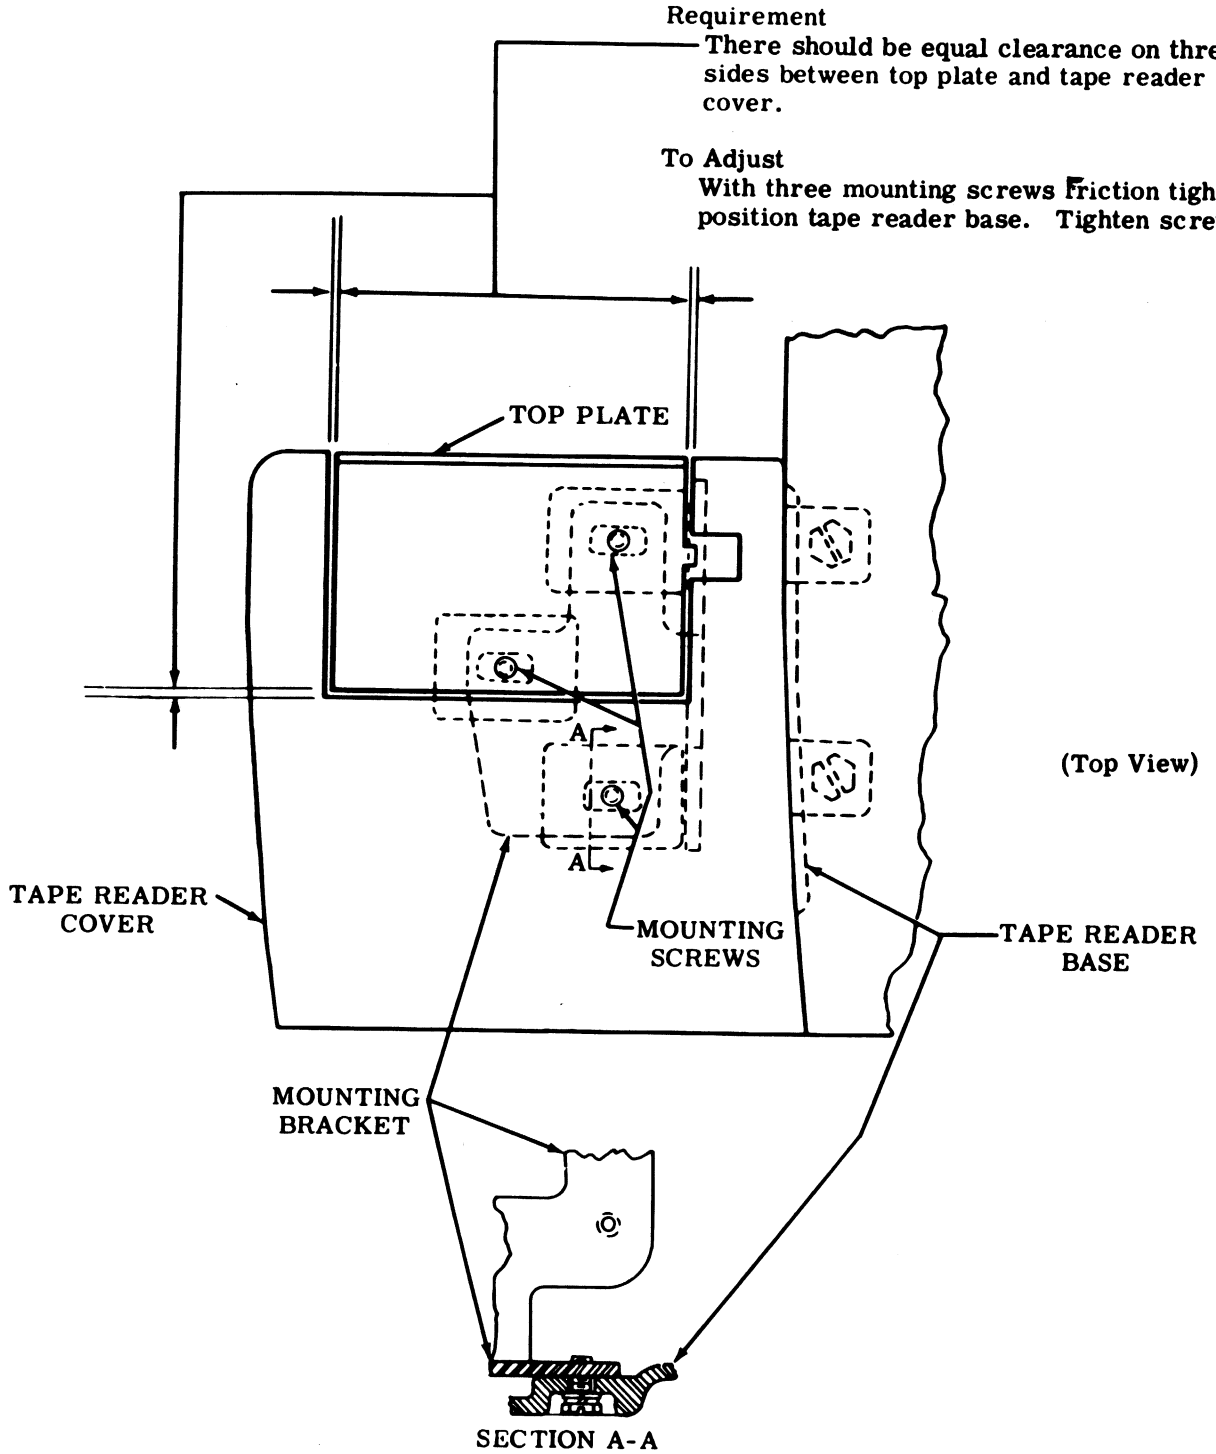 Requirement
There should be equal clearance on thre
sides between top plate and tape reader
cover.
To Adjust
With three mounting screws Friction tigh
position tape reader base. Tighten scre
TOP PLATE
A
(Top View)
A
TAPE READER
COVER
MOUNTING
SCREWS
TAPE READER
BASE
MOUNTING
BRACKET
SECTION A-A